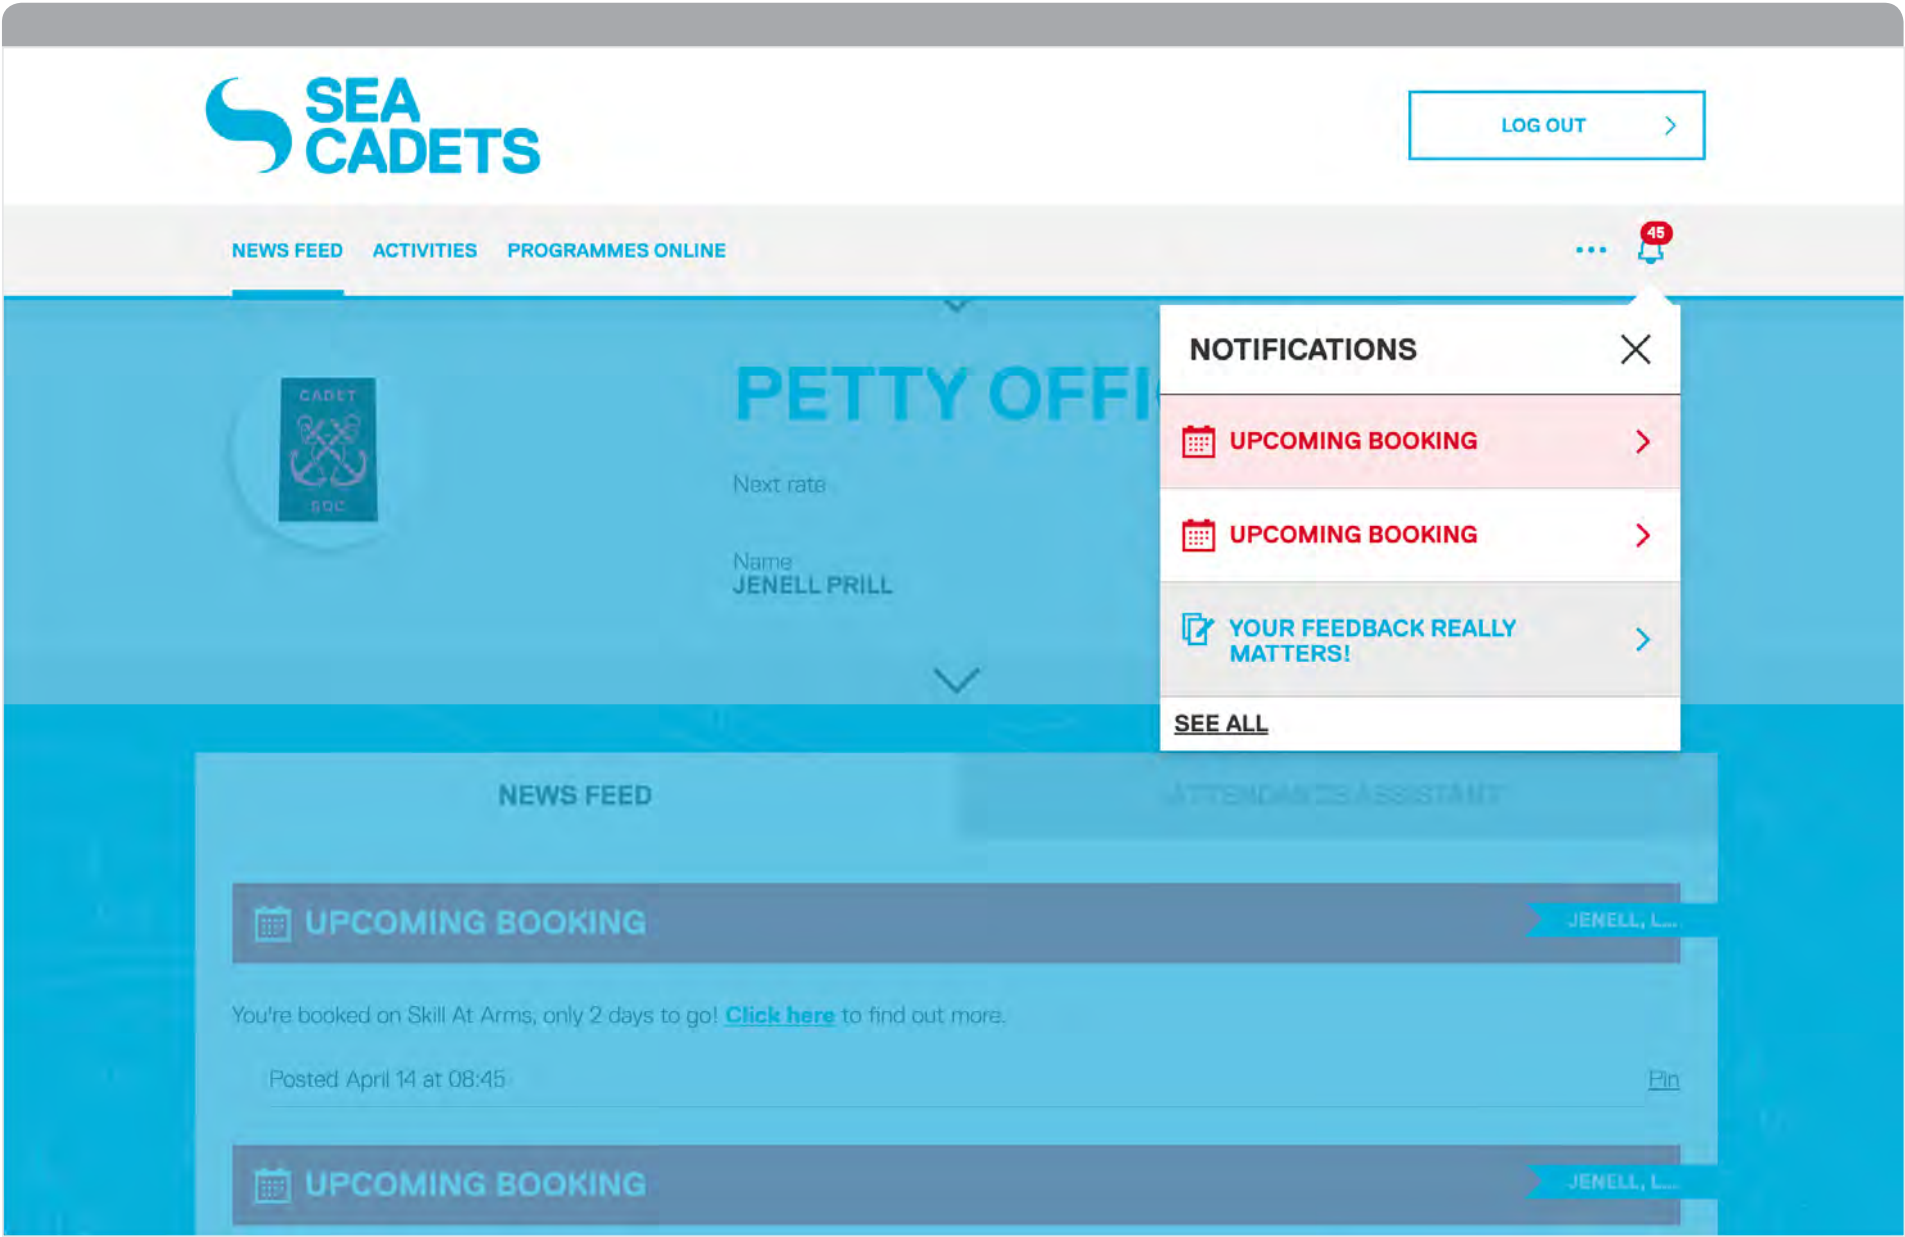 SEA
CADETS
LOG OUT
NEWS FEED ACTIVITIES PROGRAMMES ONLINE
45
NOTIFICATIONS
UPCOMING BOOKING
UPCOMING BOOKING
YOUR FEEDBACK REALLY
MATTERS!
SEE ALL
CADET
SCC
PETTY OFFI
Next rate
Name
JENELL PRILL
NEWS FEED ATTENDANCE ASSISTANT
UPCOMING BOOKING JENELL, L...
You're booked on Skill At Arms, only 2 days to go! Click here to find out more.
Posted April 14 at 08:45 Pin
UPCOMING BOOKING JENELL, L...